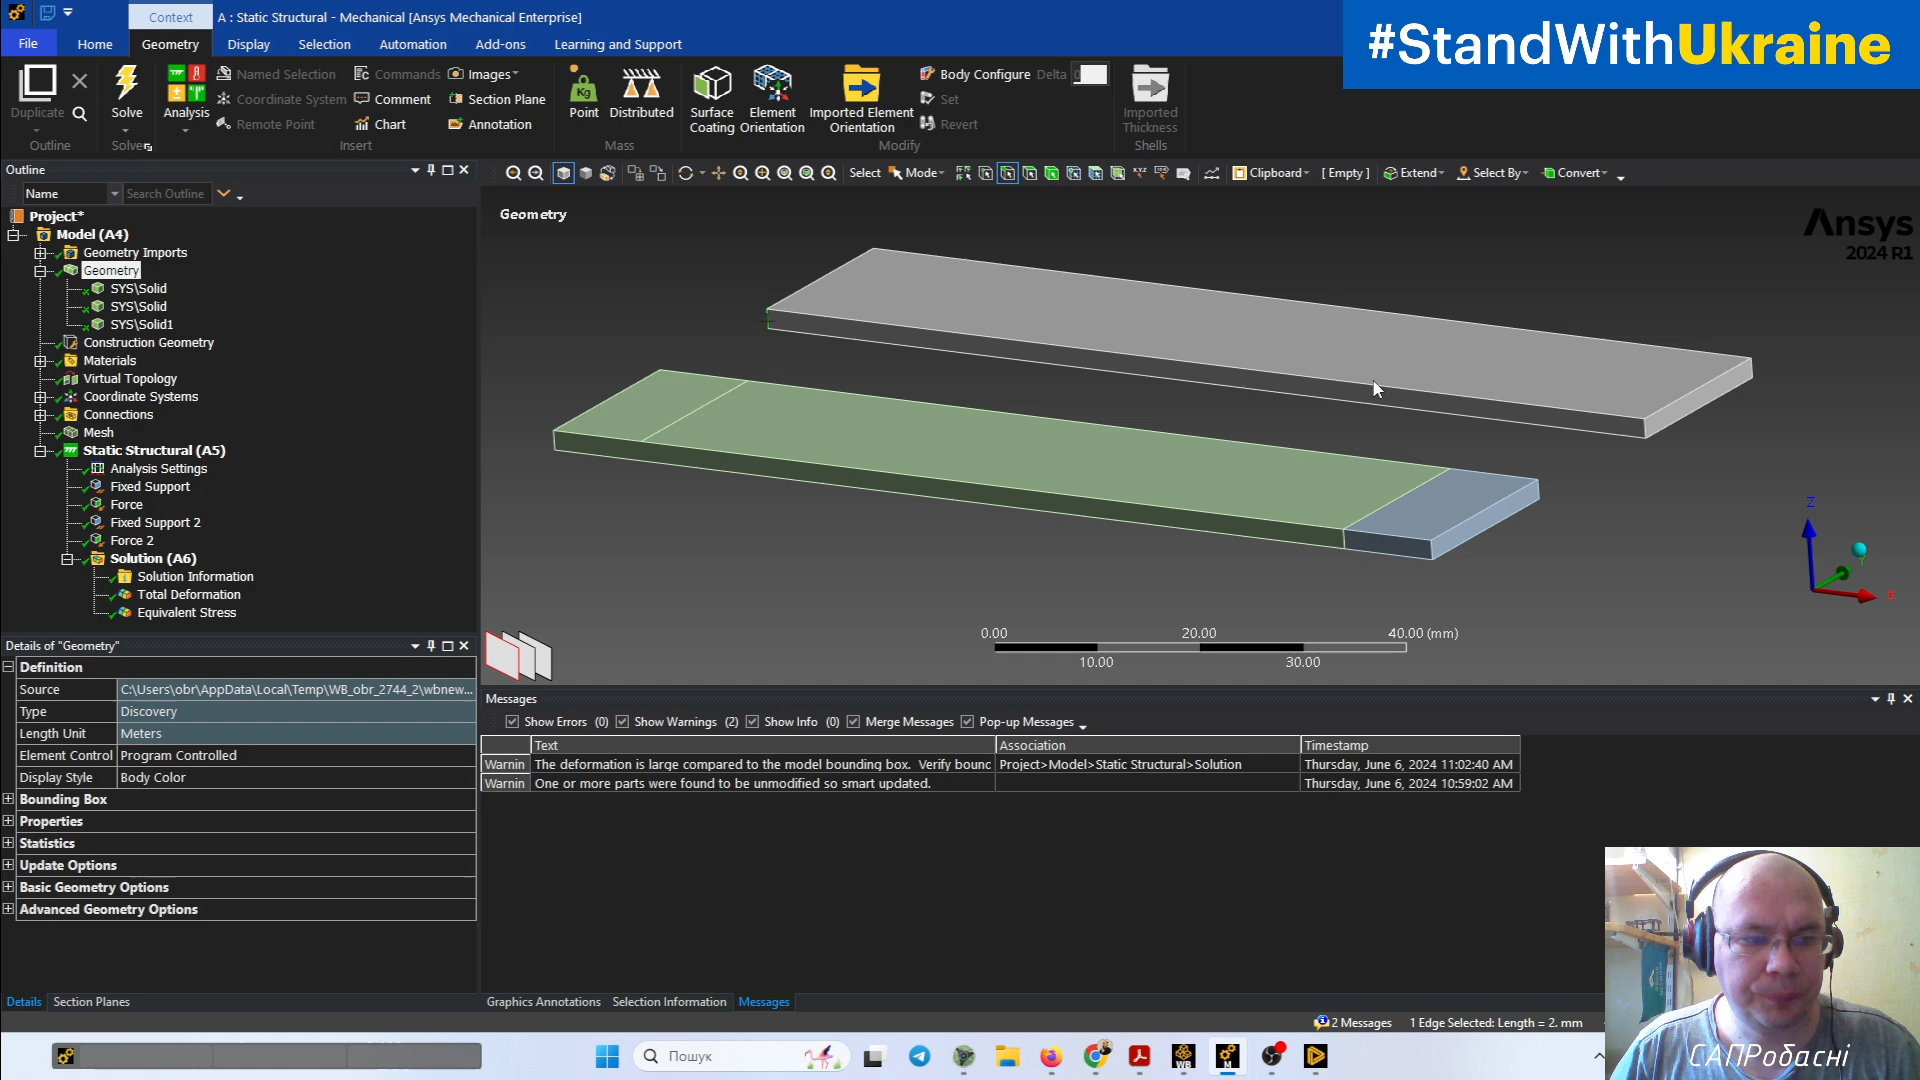 Context
A : Static Structural - Mechanical [Ansys Mechanical Enterprise]
#StandWithUkraine
File Home Geometry Display Selection Automation Add-ons Learning and Support
Duplicate
Outline
Solve
Solve
Analysis
Named Selection
Coordinate System
Remote Point
Commands
Comment
Chart
Images
Section Plane
Annotation
Insert
Kg
Point
Distributed
Mass
Surface Coating
Element Orientation
Imported Element Orientation
Body Configure Delta 0
Set
Revert
Modify
Imported Thickness
Shells
Outline
Name Search Outline
Select Mode Clipboard [ Empty ] Extend Select By Convert
Project*
Model (A4)
Geometry Imports
Geometry
SYS\Solid
SYS\Solid
SYS\Solid1
Construction Geometry
Materials
Virtual Topology
Coordinate Systems
Connections
Mesh
Static Structural (A5)
Analysis Settings
Fixed Support
Force
Fixed Support 2
Force 2
Solution (A6)
Solution Information
Total Deformation
Equivalent Stress
Geometry
Ansys
2024 R1
Z
Y
X
0.00 20.00 40.00 (mm)
10.00 30.00
Details of "Geometry"
Definition
Source C:\Users\obr\AppData\Local\Temp\WB_obr_2744_2\wbnew...
Type Discovery
Length Unit Meters
Element Control Program Controlled
Display Style Body Color
Bounding Box
Properties
Statistics
Update Options
Basic Geometry Options
Advanced Geometry Options
Details Section Planes
Messages
Show Errors (0) Show Warnings (2) Show Info (0) Merge Messages Pop-up Messages
Text Association Timestamp
Warnin The deformation is large compared to the model bounding box. Verify bounc Project>Model>Static Structural>Solution Thursday, June 6, 2024 11:02:40 AM
Warnin One or more parts were found to be unmodified so smart updated. Thursday, June 6, 2024 10:59:02 AM
Graphics Annotations Selection Information Messages
2 Messages 1 Edge Selected: Length = 2. mm
Пошук
WB
M
САПРобасні